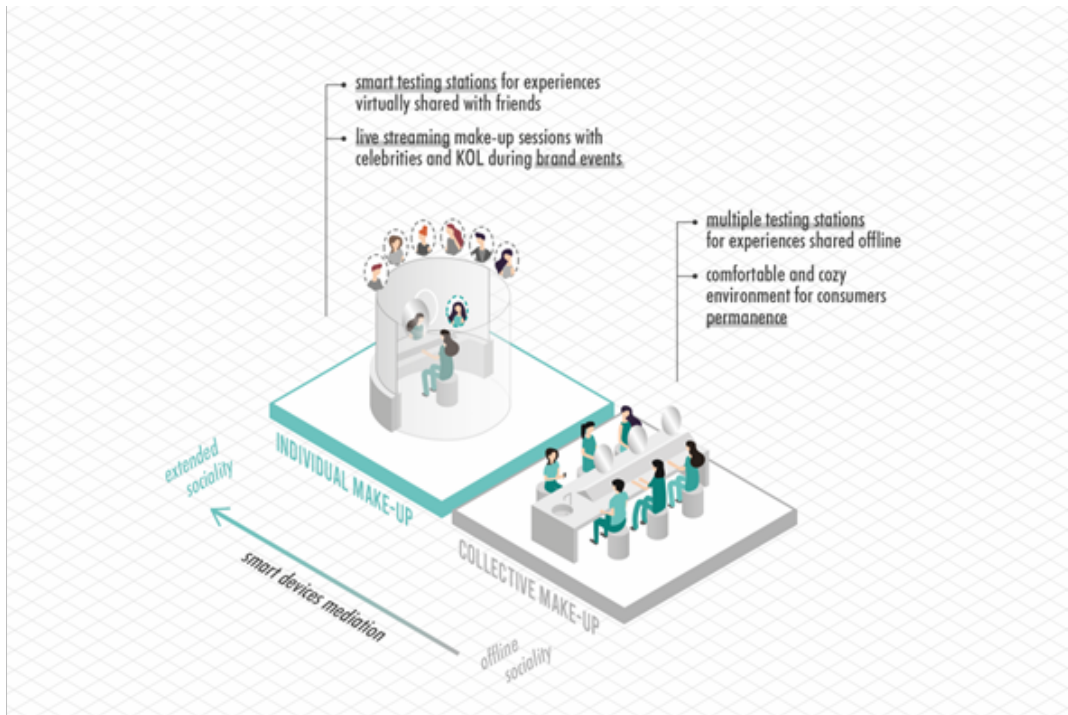 smart testing stations for experiences
virtually shared with friends
live streaming make-up sessions with
celebrities and KOL during brand events
multiple testing stations
for experiences shared offline
comfortable and cozy
environment for consumers
permanence
INDIVIDUAL MAKE-UP
extended
sociality
COLLECTIVE MAKE-UP
smart devices mediation
offline
sociality